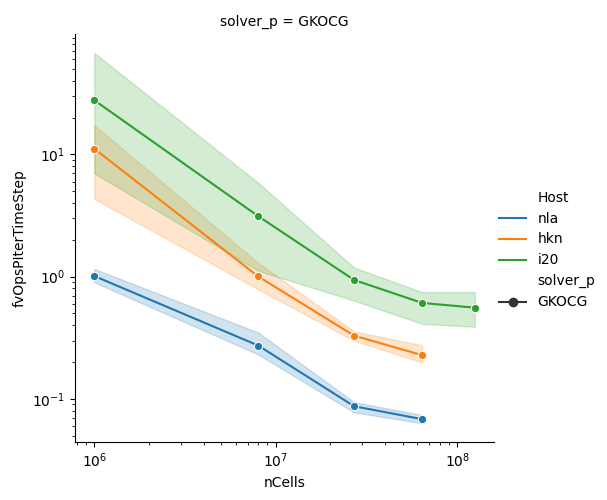 solver_p = GKOCG
fvOpsPIterTimeStep
10¹
10⁰
10⁻¹
10⁶
10⁷
10⁸
nCells
Host
nla
hkn
i20
solver_p
GKOCG